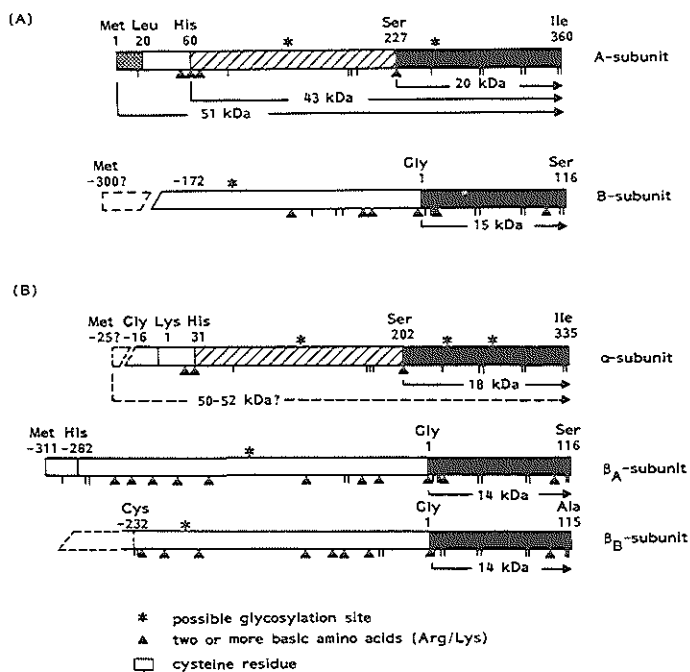 (A)
Met Leu His Ser Ile
1 20 60 227 360
* *
A-subunit
20 kDa
43 kDa
51 kDa
Met Gly Ser
-300? -172 * 1 116
B-subunit
15 kDa
(B)
Met Gly Lys His Ser Ile
-25? -16 1 31 * 202 * * 335
α-subunit
18 kDa
50-52 kDa?
Met His Gly Ser
-311 -282 * 1 116
βA-subunit
14 kDa
Cys Gly Ala
-232 * 1 115
βB-subunit
14 kDa
* possible glycosylation site
▲ two or more basic amino acids (Arg/Lys)
cysteine residue